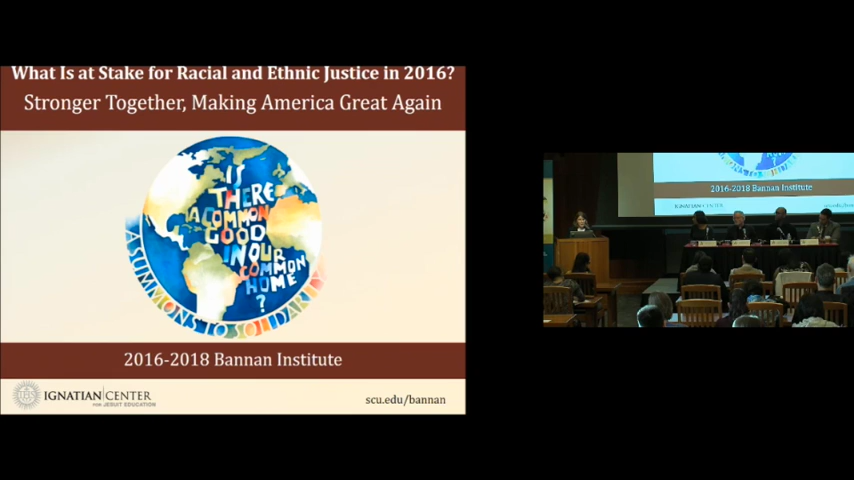 What Is at Stake for Racial and Ethnic Justice in 2016?
Stronger Together, Making America Great Again
IS
THERE
A COMMON
GOOD
IN OUR
COMMON
HOME
?
A SUMMONS TO SOLIDARITY
2016-2018 Bannan Institute
IGNATIAN CENTER
FOR JESUIT EDUCATION
scu.edu/bannan
2016-2018 Bannan Institute
IGNATIAN CENTER